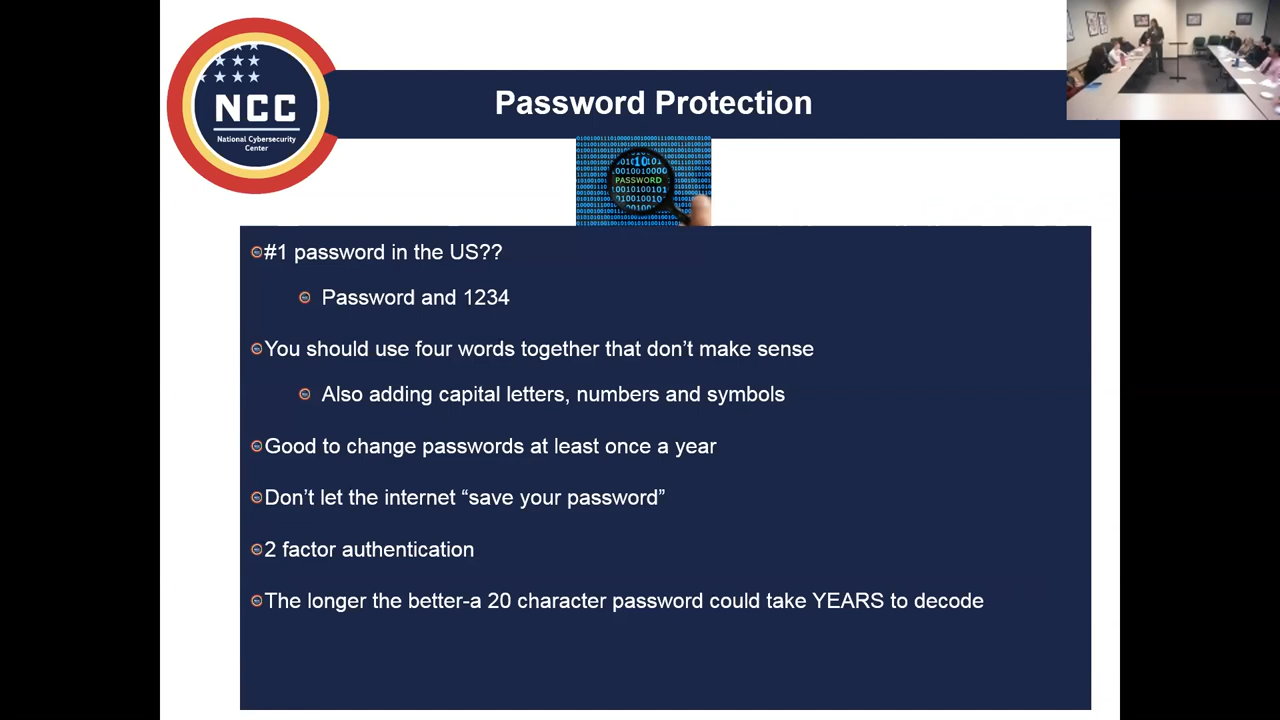 NCC
National Cybersecurity
Center
Password Protection
PASSWORD
#1 password in the US??
Password and 1234
You should use four words together that don’t make sense
Also adding capital letters, numbers and symbols
Good to change passwords at least once a year
Don’t let the internet “save your password”
2 factor authentication
The longer the better-a 20 character password could take YEARS to decode